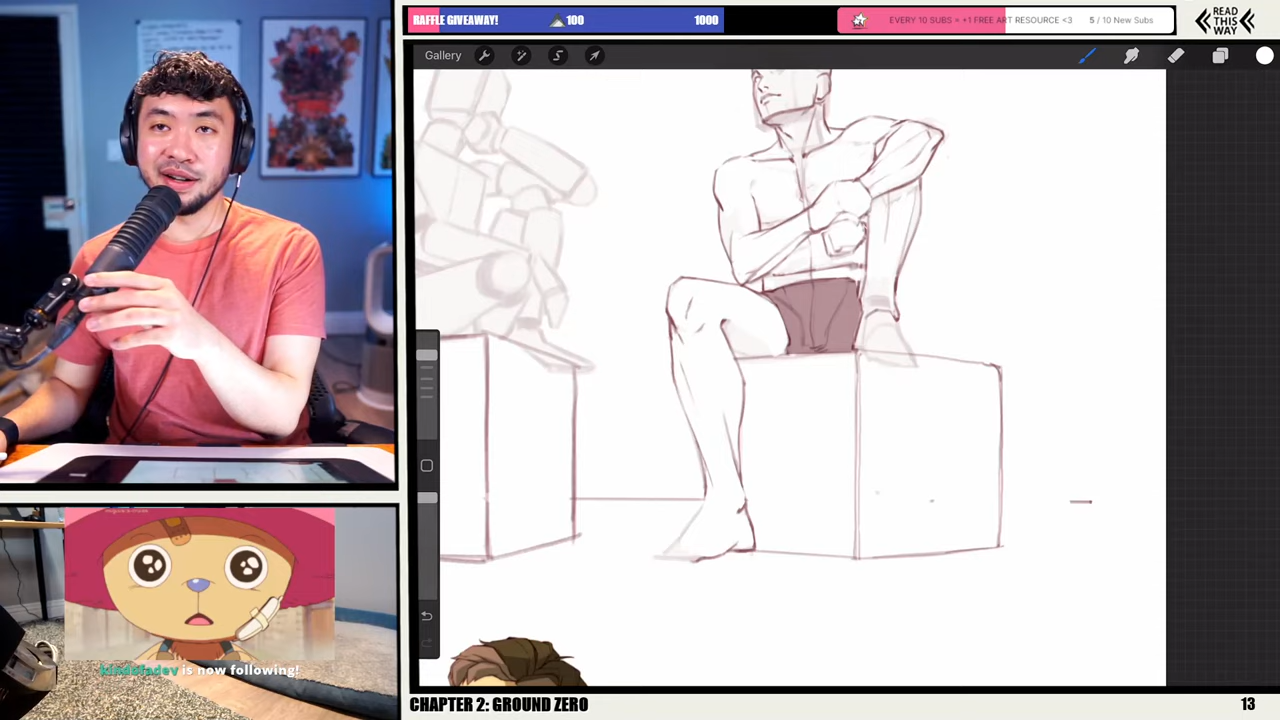 RAFFLE GIVEAWAY!
100
1000
EVERY 10 SUBS = +1 FREE ART RESOURCE <3
5 / 10 New Subs
READ
THIS
WAY
Gallery
kindofadev is now following!
CHAPTER 2: GROUND ZERO
13